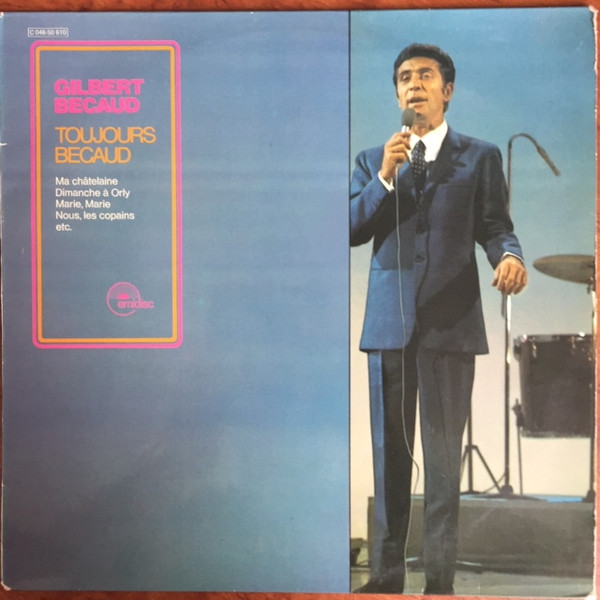 C 048-50 610
GILBERT
BECAUD
TOUJOURS
BECAUD
Ma châtelaine
Dimanche à Orly
Marie, Marie
Nous, les copains
etc.
emidisc